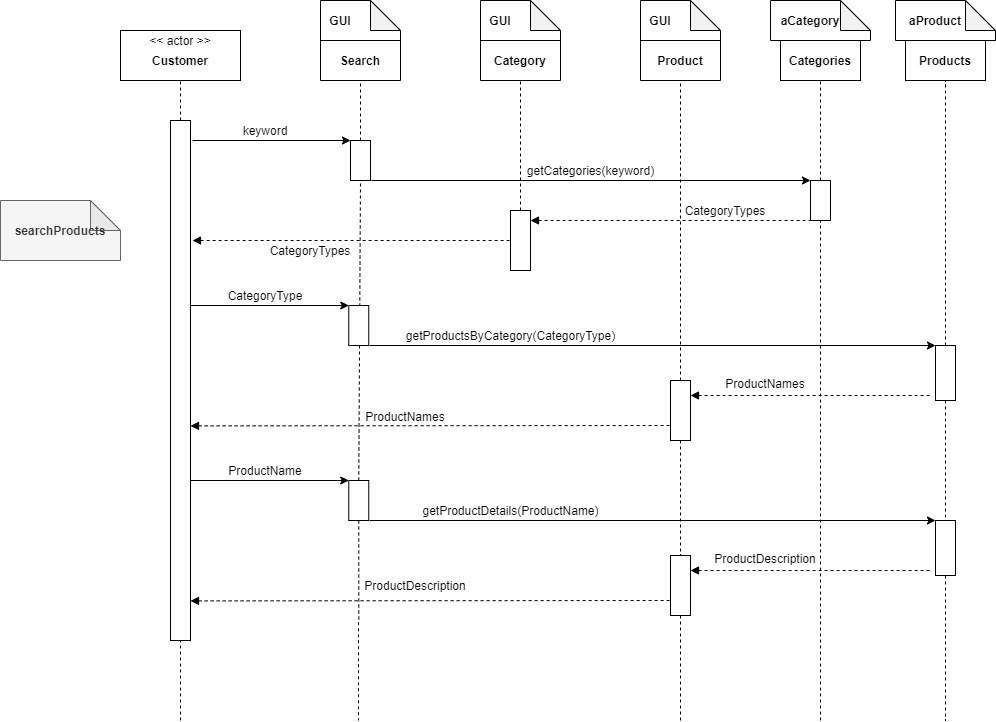 GUI
GUI
GUI
aCategory
aProduct
<< actor >>
Customer
Search
Category
Product
Categories
Products
keyword
getCategories(keyword)
CategoryTypes
searchProducts
CategoryTypes
CategoryType
getProductsByCategory(CategoryType)
ProductNames
ProductNames
ProductName
getProductDetails(ProductName)
ProductDescription
ProductDescription